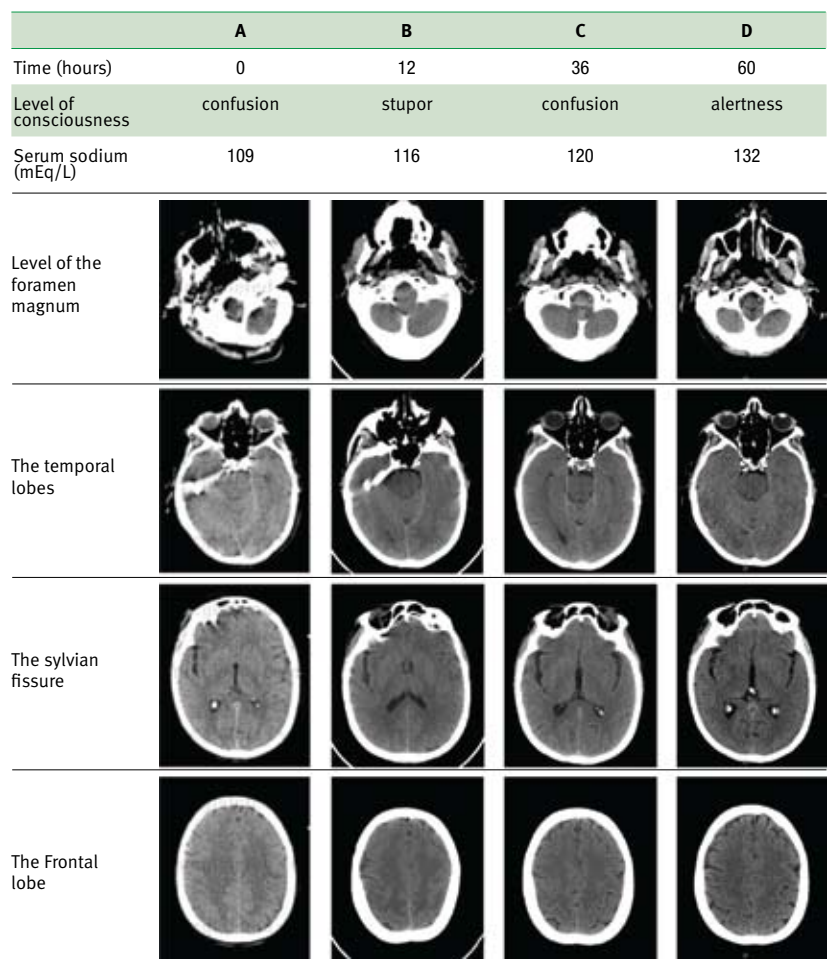 A B C D
Time (hours) 0 12 36 60
Level of
consciousness confusion stupor confusion alertness
Serum sodium
(mEq/L) 109 116 120 132
Level of the
foramen
magnum
The temporal
lobes
The sylvian
fissure
The Frontal
lobe